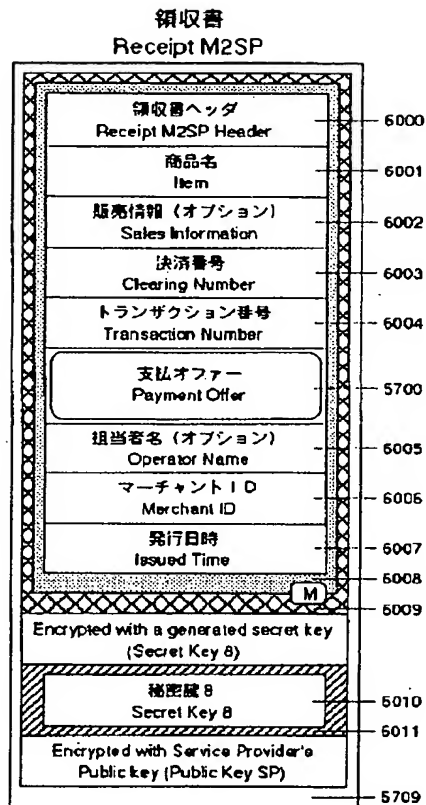 領収書
Receipt M2SP
領収書ヘッダ
Receipt M2SP Header
6000
商品名
Item
6001
販売情報（オプション）
Sales Information
6002
決済番号
Clearing Number
6003
トランザクション番号
Transaction Number
6004
支払オファー
Payment Offer
5700
担当者名（オプション）
Operator Name
6005
マーチャントID
Merchant ID
6006
発行日時
Issued Time
6007
6008
M
6009
Encrypted with a generated secret key
(Secret Key 8)
秘密鍵8
Secret Key 8
6010
6011
Encrypted with Service Provider's
Public key (Public Key SP)
5709